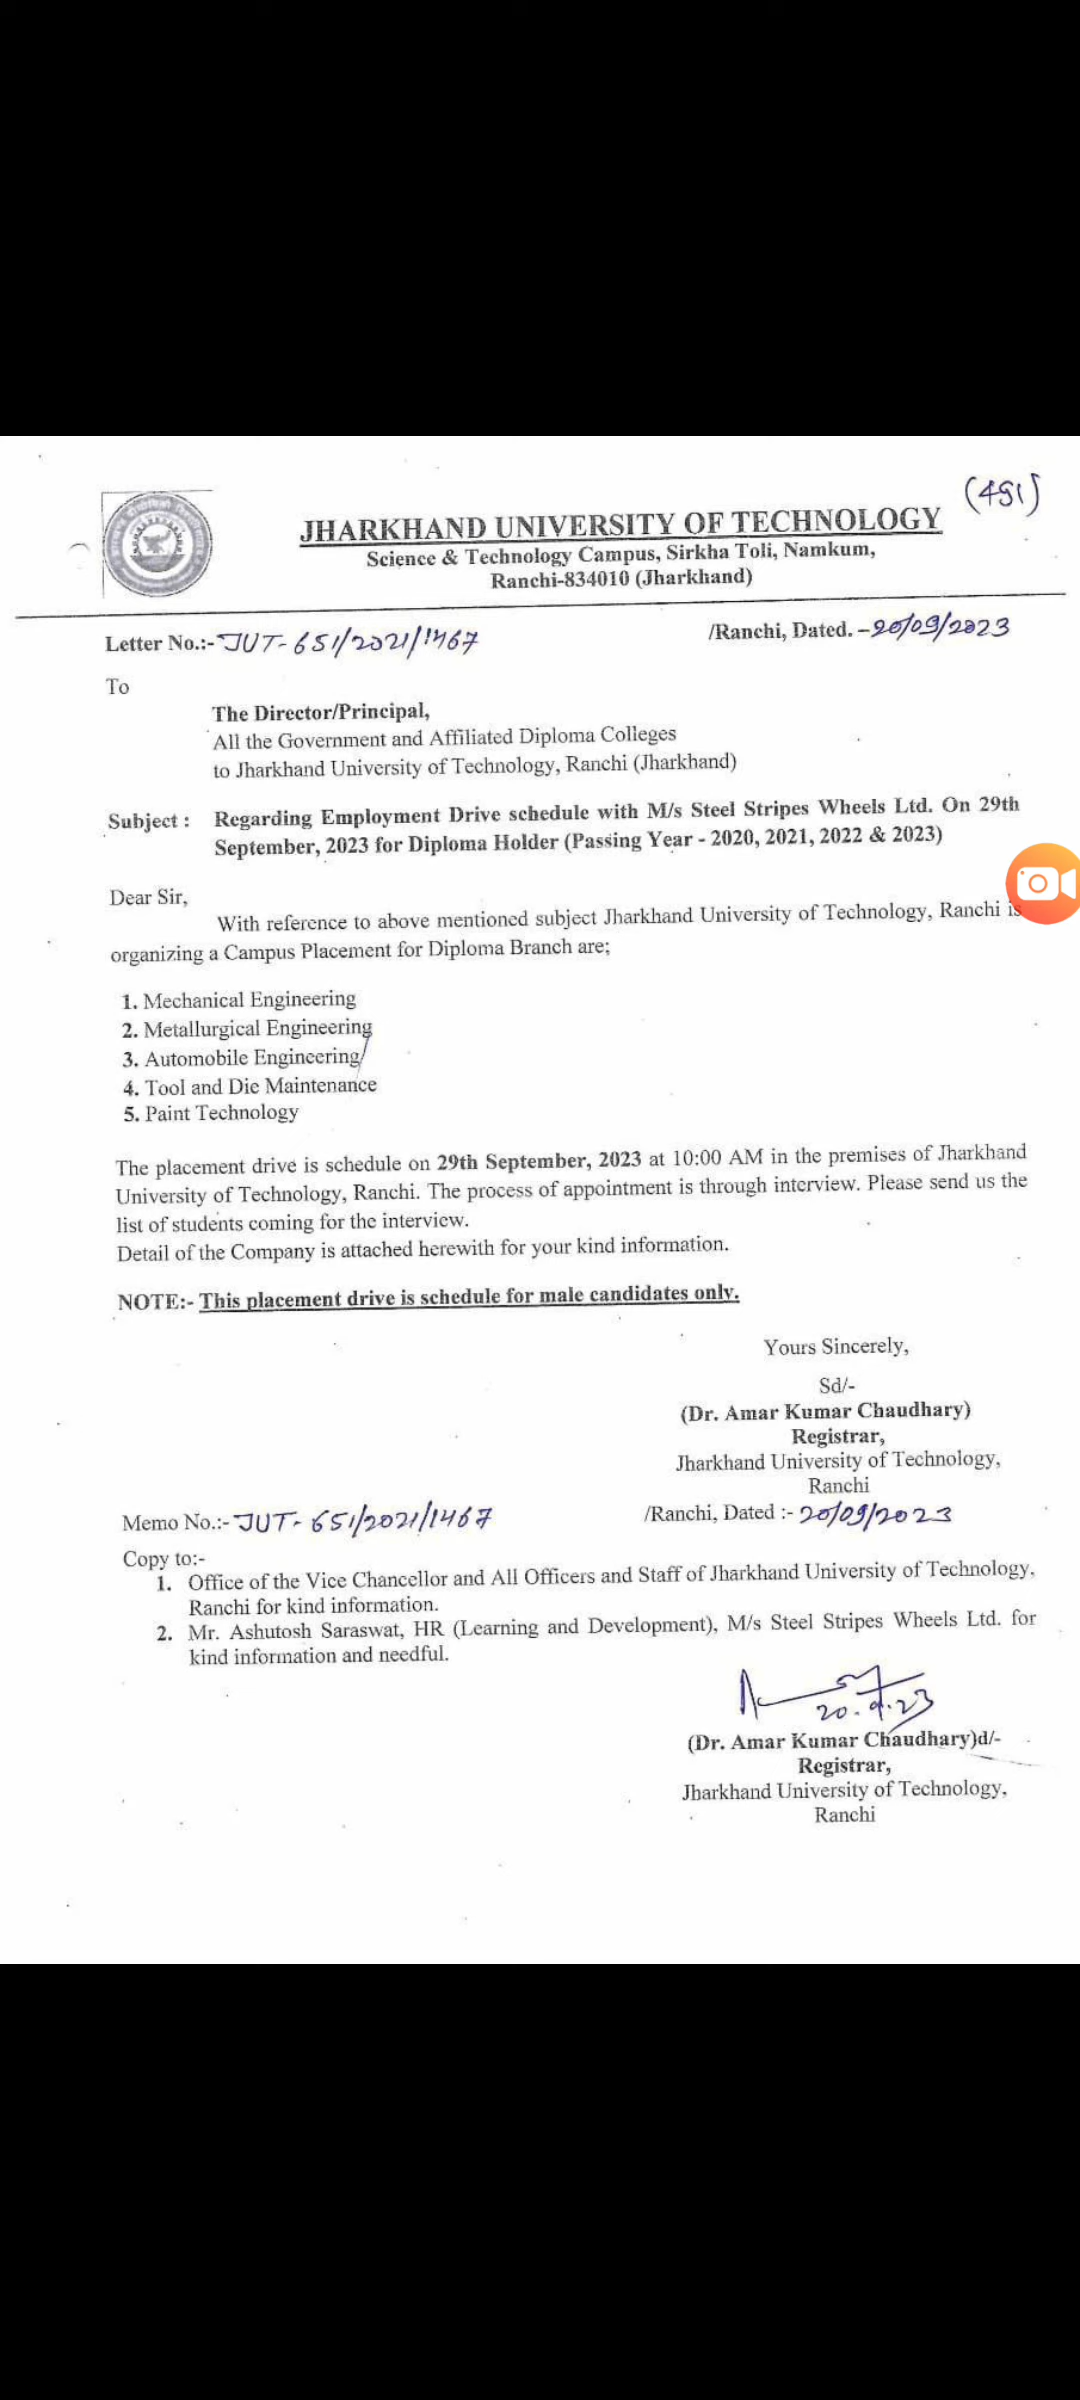 (451)
JHARKHAND UNIVERSITY OF TECHNOLOGY
Science & Technology Campus, Sirkha Toli, Namkum,
Ranchi-834010 (Jharkhand)
Letter No.:- JUT-651/2021/1467 /Ranchi, Dated. – 20/09/2023
To
The Director/Principal,
All the Government and Affiliated Diploma Colleges
to Jharkhand University of Technology, Ranchi (Jharkhand)
Subject : Regarding Employment Drive schedule with M/s Steel Stripes Wheels Ltd. On 29th
September, 2023 for Diploma Holder (Passing Year - 2020, 2021, 2022 & 2023)
Dear Sir,
With reference to above mentioned subject Jharkhand University of Technology, Ranchi is
organizing a Campus Placement for Diploma Branch are;
1. Mechanical Engineering
2. Metallurgical Engineering
3. Automobile Engineering
4. Tool and Die Maintenance
5. Paint Technology
The placement drive is schedule on 29th September, 2023 at 10:00 AM in the premises of Jharkhand
University of Technology, Ranchi. The process of appointment is through interview. Please send us the
list of students coming for the interview.
Detail of the Company is attached herewith for your kind information.
NOTE:- This placement drive is schedule for male candidates only.
Yours Sincerely,
Sd/-
(Dr. Amar Kumar Chaudhary)
Registrar,
Jharkhand University of Technology,
Ranchi
Memo No.:- JUT-651/2021/1467 /Ranchi, Dated :- 20/09/2023
Copy to:-
1. Office of the Vice Chancellor and All Officers and Staff of Jharkhand University of Technology,
Ranchi for kind information.
2. Mr. Ashutosh Saraswat, HR (Learning and Development), M/s Steel Stripes Wheels Ltd. for
kind information and needful.
20.9.23
(Dr. Amar Kumar Chaudhary)d/-
Registrar,
Jharkhand University of Technology,
Ranchi